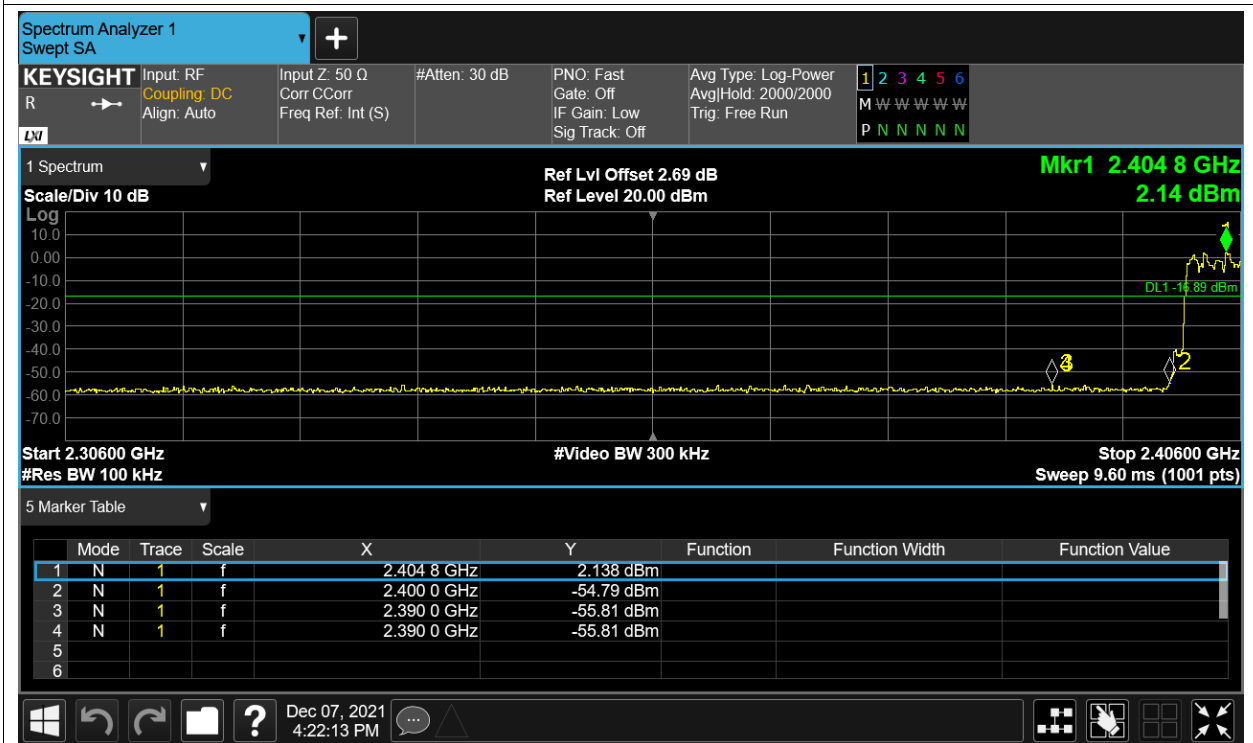 Spectrum Analyzer 1
Swept SA
KEYSIGHT
R
LXI
Input: RF
Coupling: DC
Align: Auto
Input Z: 50 Ω
Corr CCorr
Freq Ref: Int (S)
#Atten: 30 dB
PNO: Fast
Gate: Off
IF Gain: Low
Sig Track: Off
Avg Type: Log-Power
Avg|Hold: 2000/2000
Trig: Free Run
1 2 3 4 5 6
M W W W W W
P N N N N N
1 Spectrum
Scale/Div 10 dB
Ref Lvl Offset 2.69 dB
Ref Level 20.00 dBm
Mkr1 2.404 8 GHz
2.14 dBm
Log
10.0
0.00
-10.0
-20.0
-30.0
-40.0
-50.0
-60.0
-70.0
1
DL1 -16.89 dBm
2
Start 2.30600 GHz
#Video BW 300 kHz
Stop 2.40600 GHz
#Res BW 100 kHz
Sweep 9.60 ms (1001 pts)
5 Marker Table
Mode Trace Scale X Y Function Function Width Function Value
1 N 1 f 2.404 8 GHz 2.138 dBm
2 N 1 f 2.400 0 GHz -54.79 dBm
3 N 1 f 2.390 0 GHz -55.81 dBm
4 N 1 f 2.390 0 GHz -55.81 dBm
5
6
?
Dec 07, 2021
4:22:13 PM